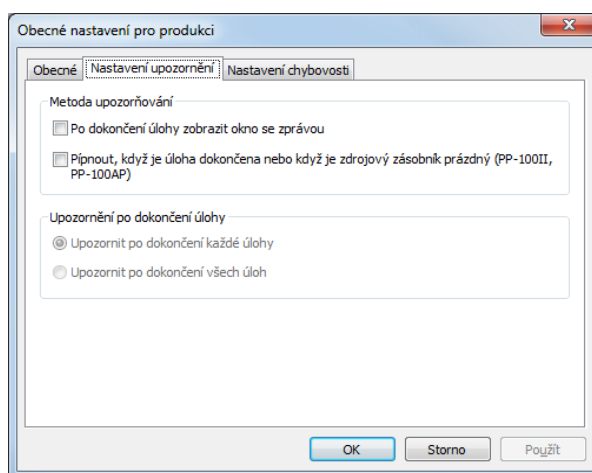 Obecné nastavení pro produkci
Obecné Nastavení upozornění Nastavení chybovosti
Metoda upozorňování
Po dokončení úlohy zobrazit okno se zprávou
Pípnout, když je úloha dokončena nebo když je zdrojový zásobník prázdný (PP-100II,
PP-100AP)
Upozornění po dokončení úlohy
Upozornit po dokončení každé úlohy
Upozornit po dokončení všech úloh
OK Storno Použít